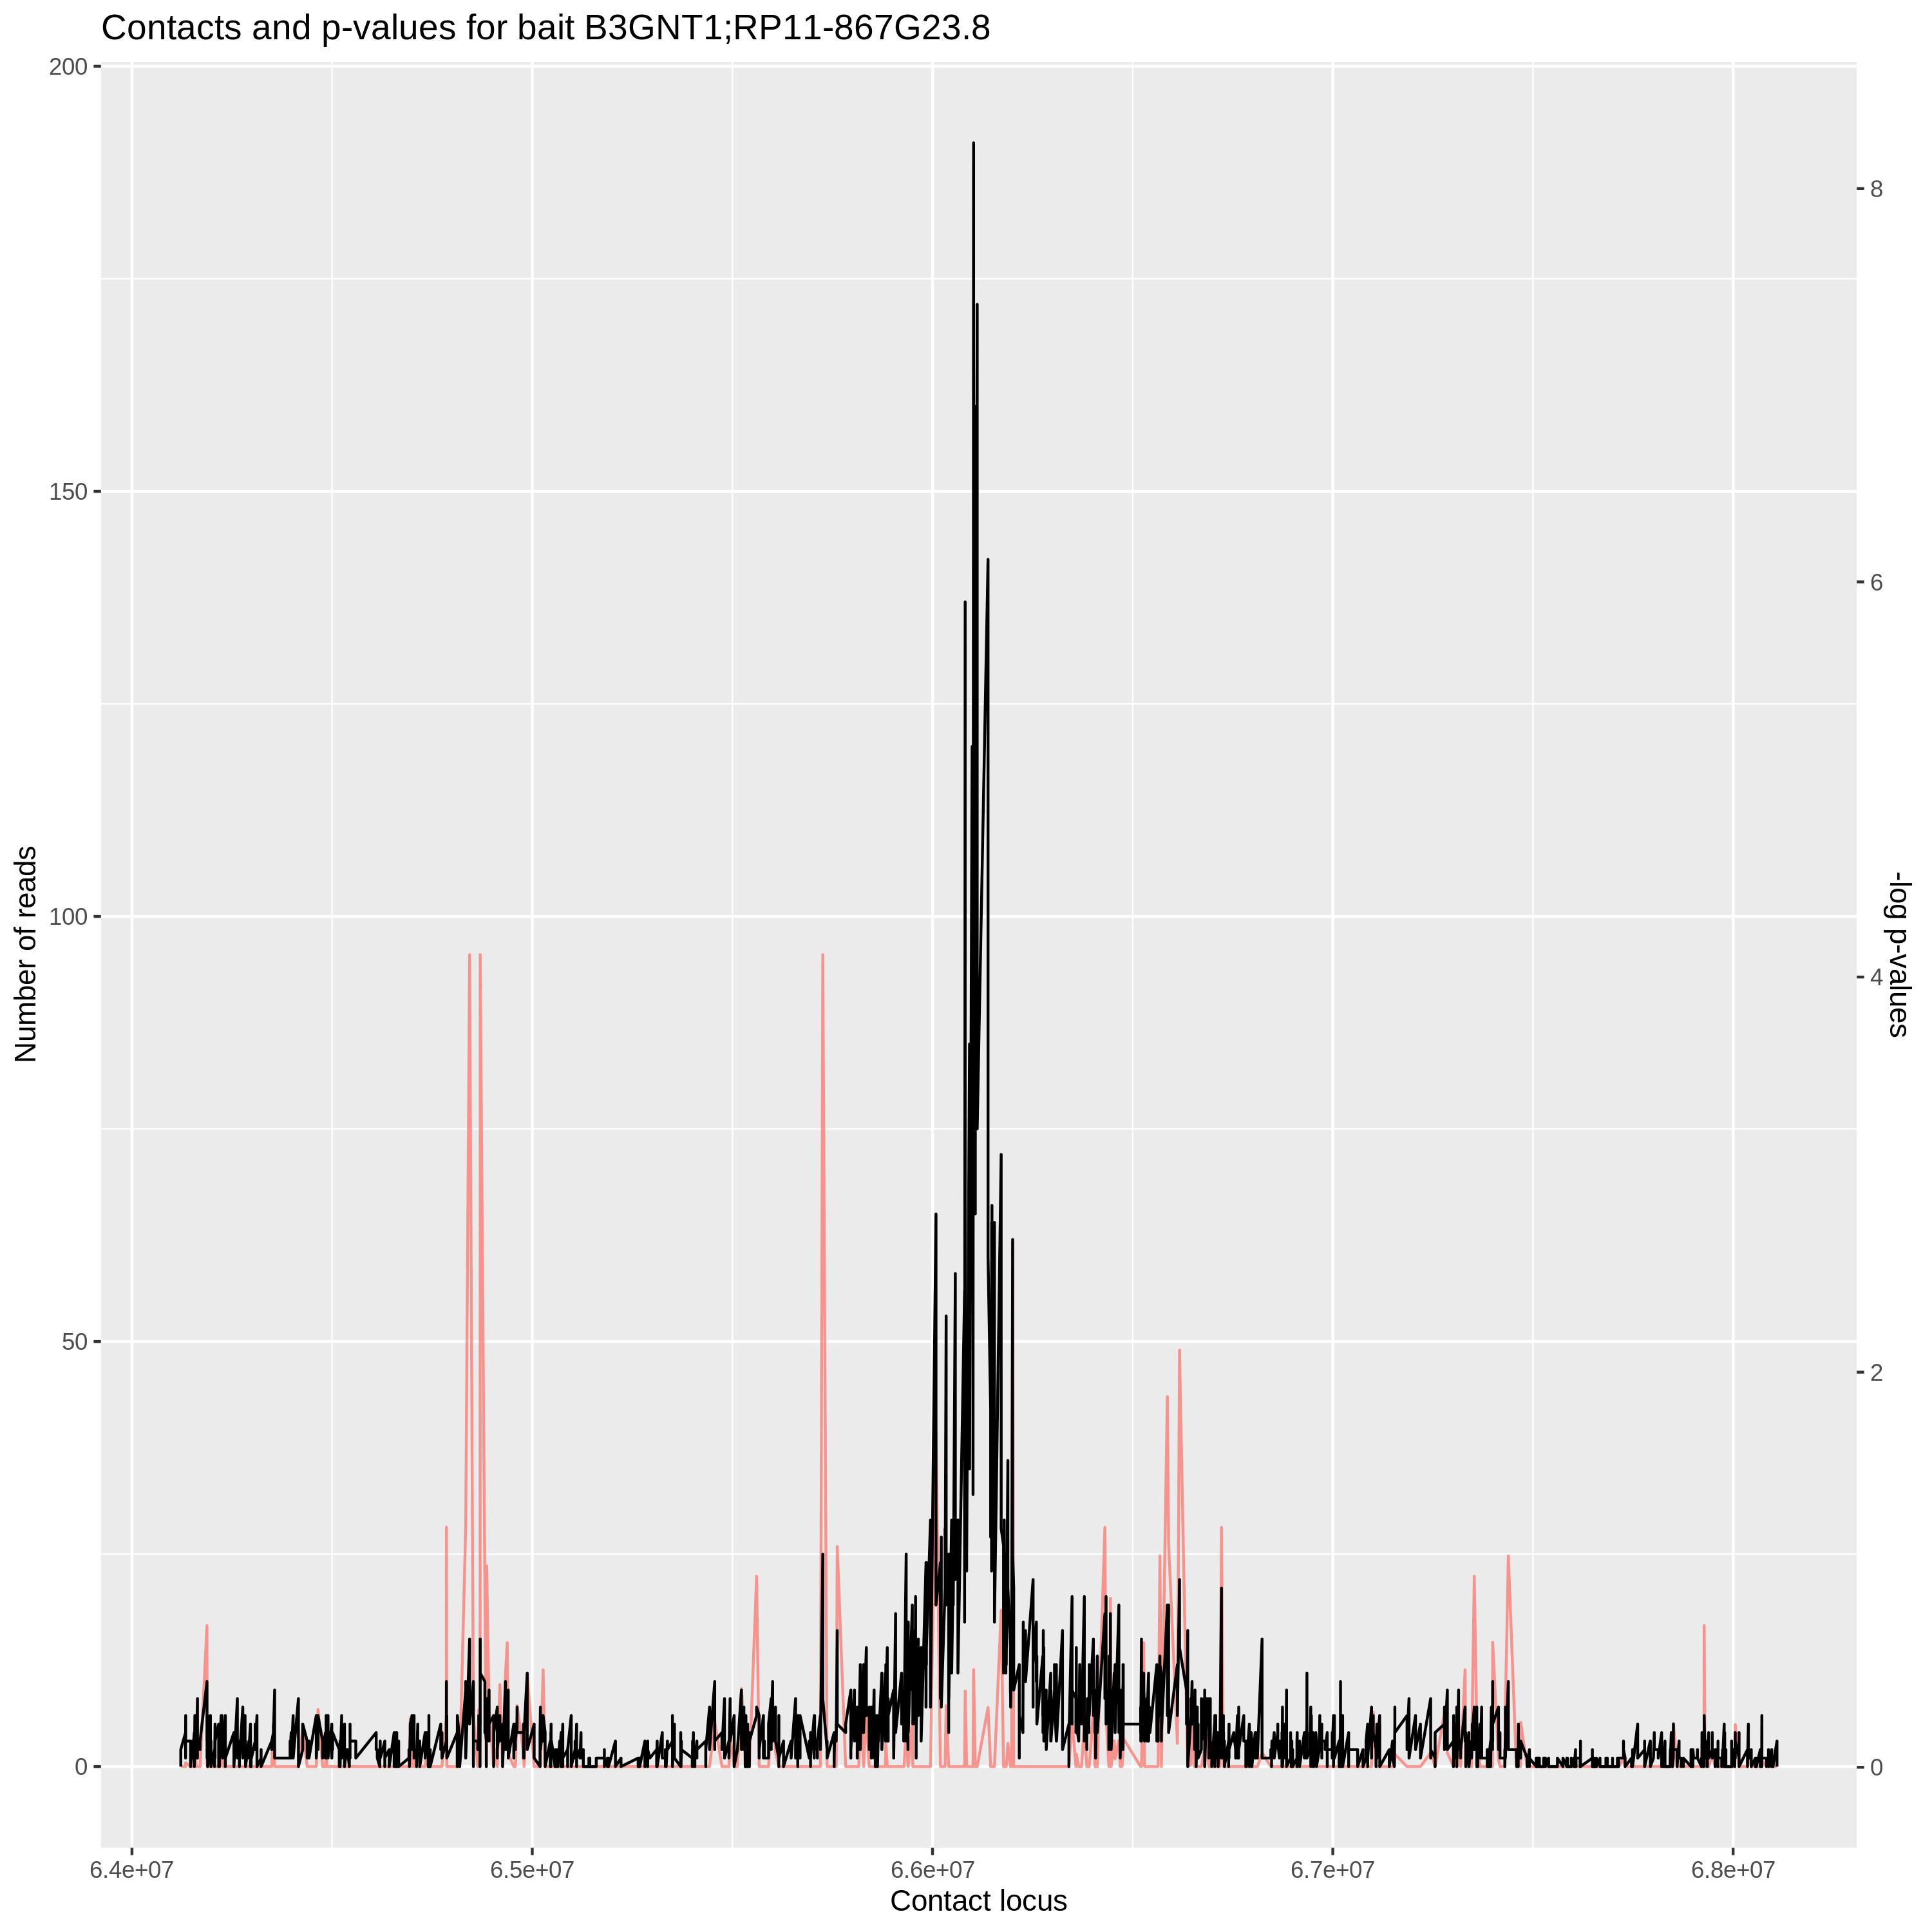 Contacts and p-values for bait B3GNT1;RP11-867G23.8
200
150
100
50
0
Number of reads
8
6
4
2
0
-log p-values
6.4e+07
6.5e+07
6.6e+07
6.7e+07
6.8e+07
Contact locus